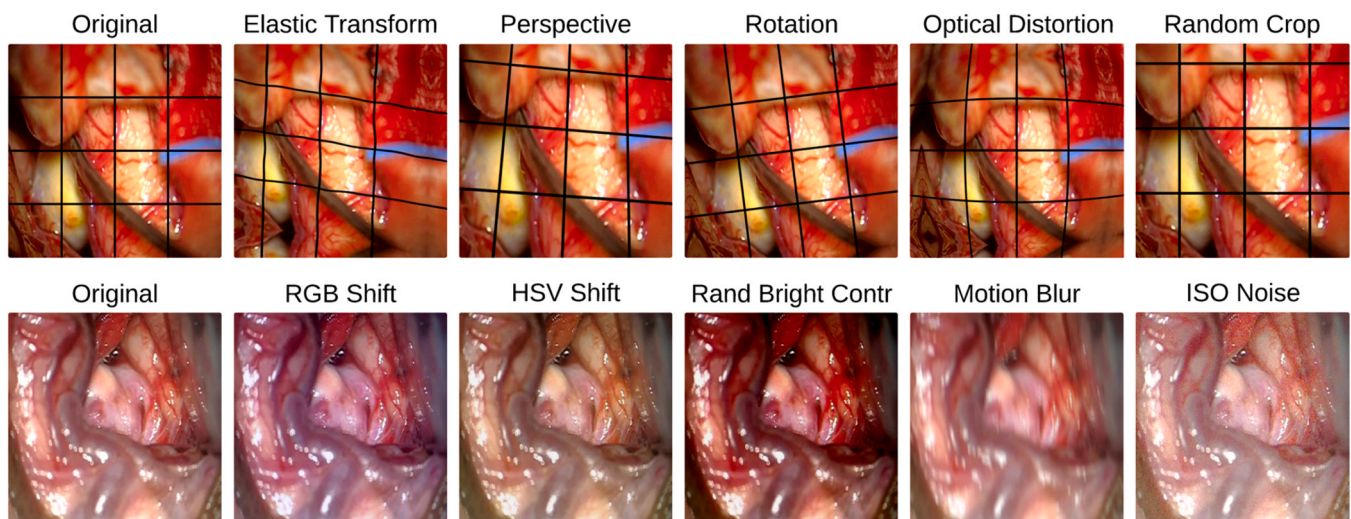 Original
Elastic Transform
Perspective
Rotation
Optical Distortion
Random Crop
Original
RGB Shift
HSV Shift
Rand Bright Contr
Motion Blur
ISO Noise